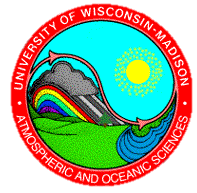 UNIVERSITY OF WISCONSIN-MADISON
ATMOSPHERIC AND OCEANIC SCIENCES